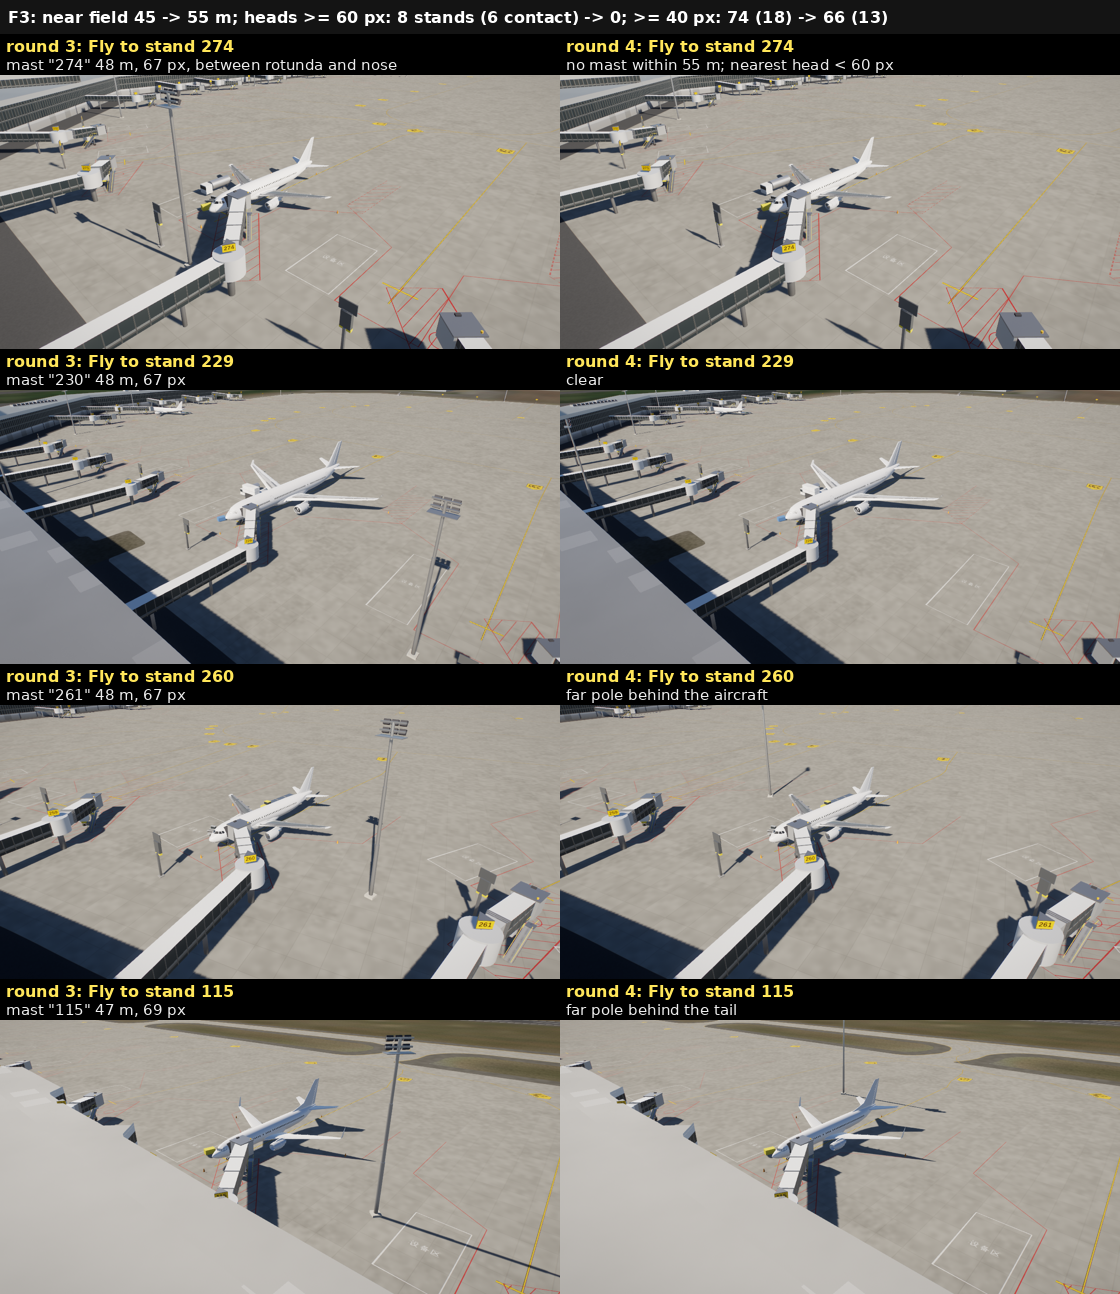 F3: near field 45 -> 55 m; heads >= 60 px: 8 stands (6 contact) -> 0; >= 40 px: 74 (18) -> 66 (13)
round 3: Fly to stand 274
mast "274" 48 m, 67 px, between rotunda and nose
round 4: Fly to stand 274
no mast within 55 m; nearest head < 60 px
274
274
round 3: Fly to stand 229
mast "230" 48 m, 67 px
round 4: Fly to stand 229
clear
round 3: Fly to stand 260
mast "261" 48 m, 67 px
round 4: Fly to stand 260
far pole behind the aircraft
260
261
260
261
round 3: Fly to stand 115
mast "115" 47 m, 69 px
round 4: Fly to stand 115
far pole behind the tail